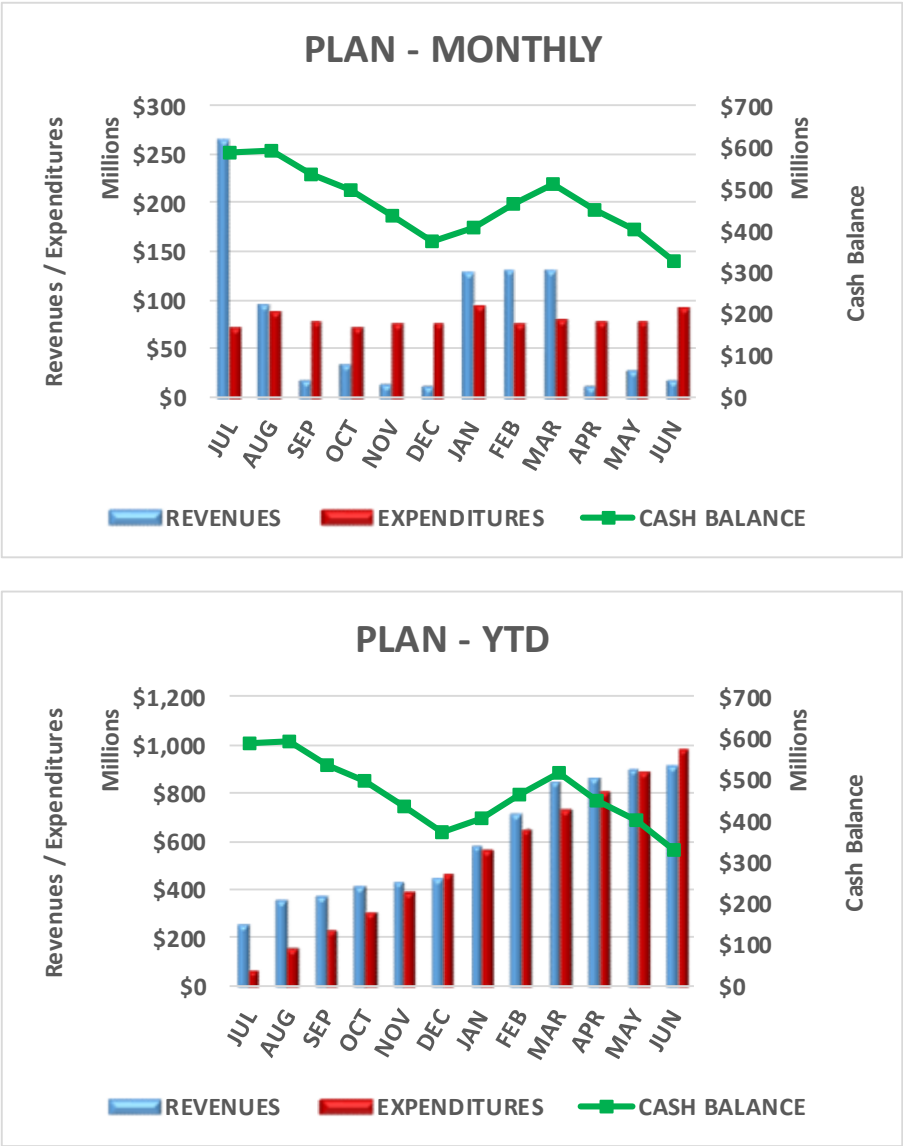 PLAN - MONTHLY
Revenues / Expenditures
Millions
$300
$250
$200
$150
$100
$50
$0
$700
$600
$500
$400
$300
$200
$100
$0
Millions
Cash Balance
JUL
AUG
SEP
OCT
NOV
DEC
JAN
FEB
MAR
APR
MAY
JUN
REVENUES EXPENDITURES CASH BALANCE
PLAN - YTD
Revenues / Expenditures
Millions
$1,200
$1,000
$800
$600
$400
$200
$0
$700
$600
$500
$400
$300
$200
$100
$0
Millions
Cash Balance
JUL
AUG
SEP
OCT
NOV
DEC
JAN
FEB
MAR
APR
MAY
JUN
REVENUES EXPENDITURES CASH BALANCE